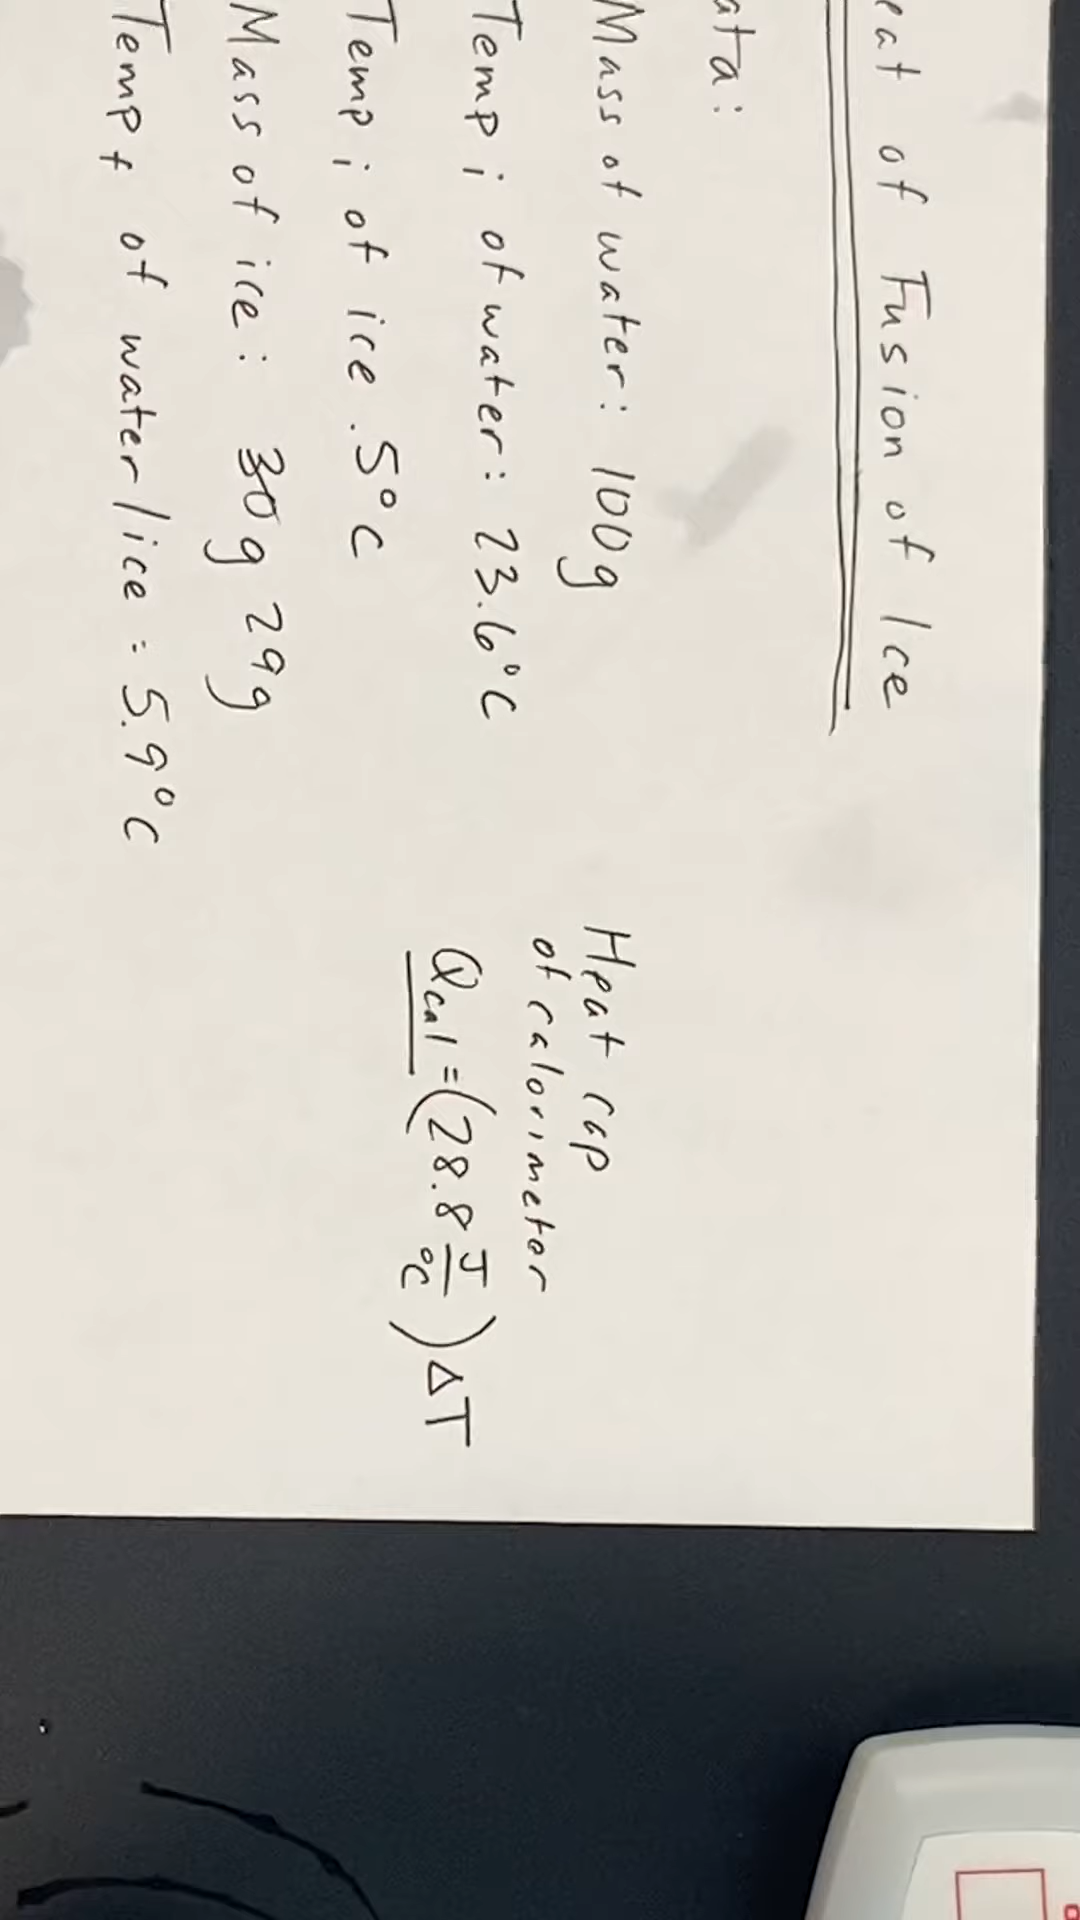 eat of Fusion of Ice
ata:
Mass of water: 100g
Temp i of water: 23.6°C
Temp i of ice .5°C
Mass of ice: 30g 29g
Temp f of water/ice = 5.9°C
Heat cap
of calorimetor
Qcal = (28.8 J/°C) ΔT